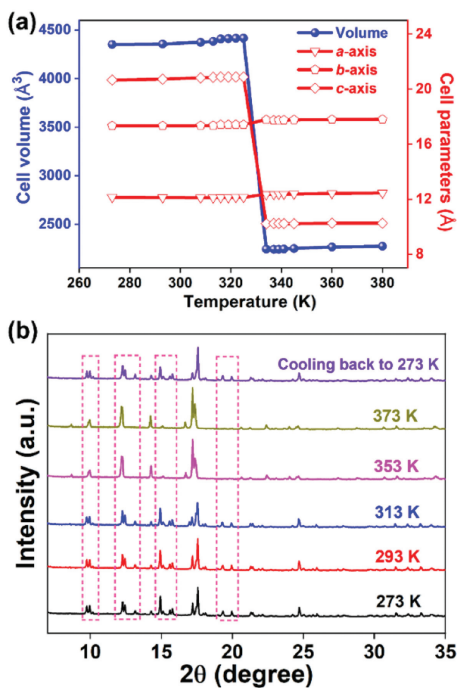 (a)
4500
4000
3500
3000
2500
Cell volume (Å³)
Volume
a-axis
b-axis
c-axis
24
20
16
12
8
Cell parameters (Å)
260 280 300 320 340 360 380
Temperature (K)
(b)
Intensity (a.u.)
Cooling back to 273 K
373 K
353 K
313 K
293 K
273 K
10 15 20 25 30 35
2θ (degree)